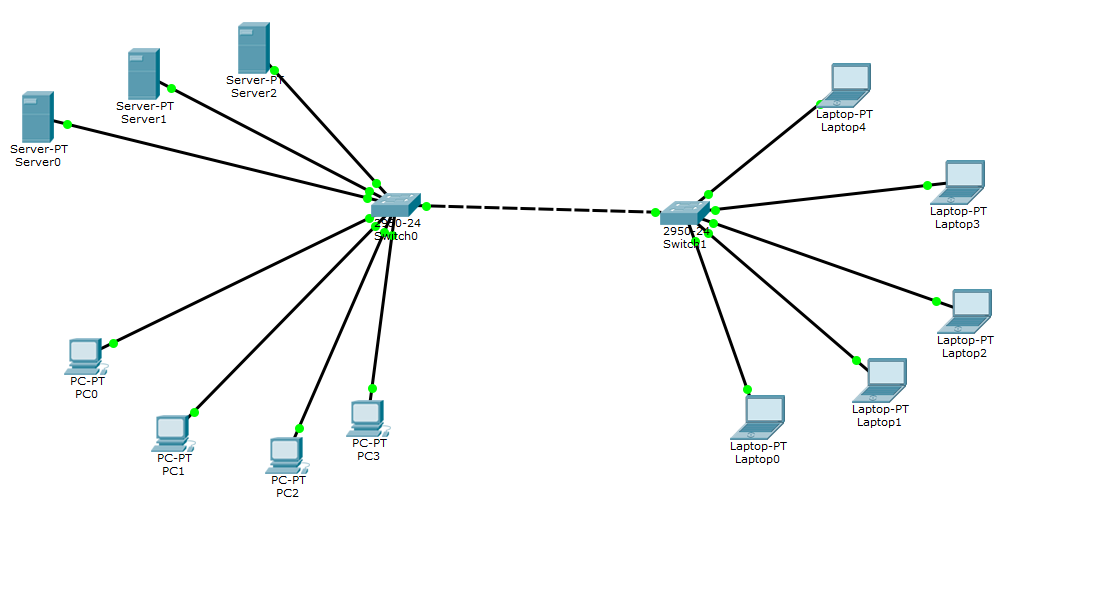 Server-PT
Server2
Server-PT
Server1
Server-PT
Server0
Laptop-PT
Laptop4
Laptop-PT
Laptop3
2950-24
Switch0
2950-24
Switch1
Laptop-PT
Laptop2
PC-PT
PC0
Laptop-PT
Laptop1
PC-PT
PC3
Laptop-PT
Laptop0
PC-PT
PC1
PC-PT
PC2